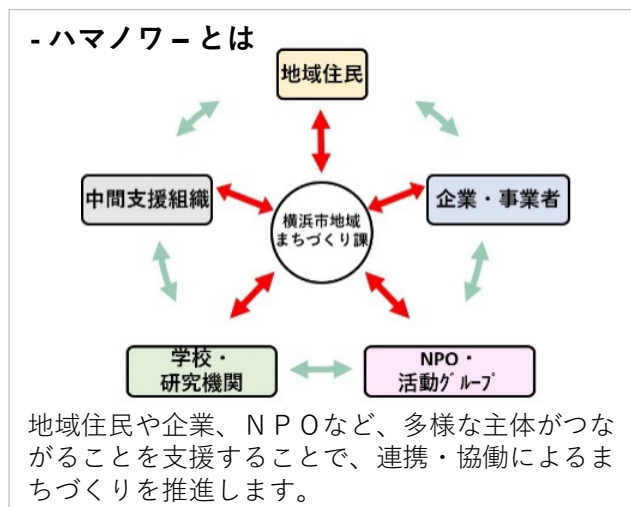 - ハマノワ – とは
地域住民
中間支援組織
企業・事業者
横浜市地域
まちづくり課
学校・
研究機関
NPO・
活動ｸﾞﾙｰﾌﾟ
地域住民や企業、ＮＰＯなど、多様な主体がつな
がることを支援することで、連携・協働によるま
ちづくりを推進します。